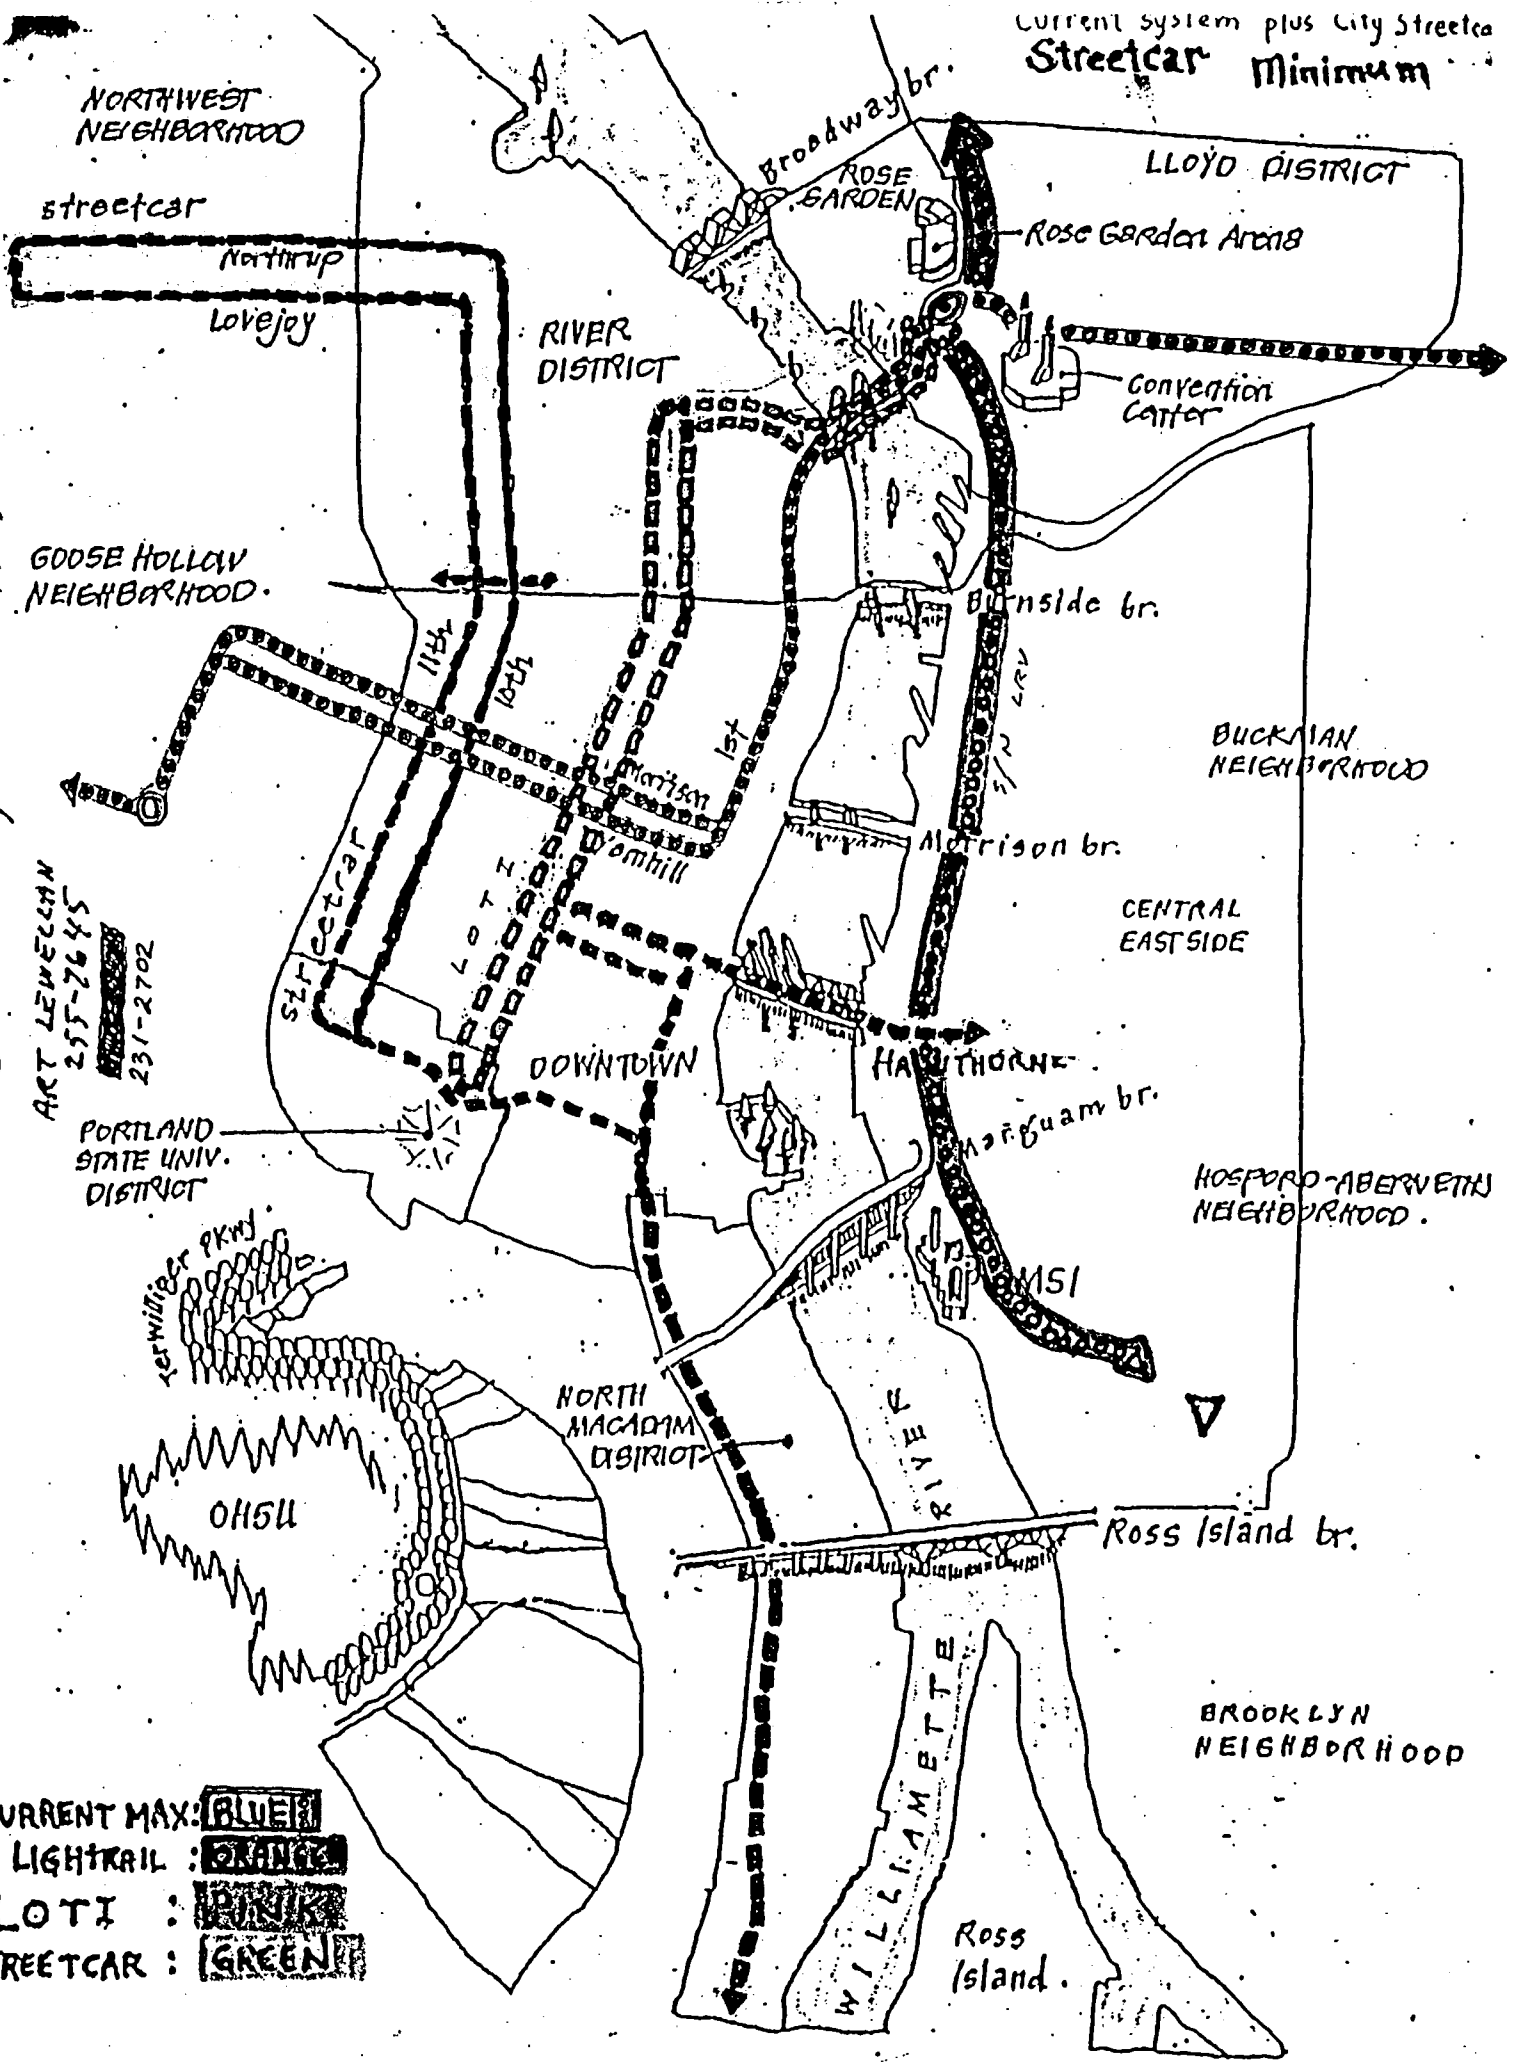 Current System plus City Streetca
Streetcar Minimum
NORTHWEST
NEIGHBORHOOD
Broadway br.
LLOYD DISTRICT
ROSE
GARDEN
streetcar
Rose Garden Arena
Northrup
Lovejoy
RIVER
DISTRICT
Convention
Center
GOOSE HOLLOW
NEIGHBORHOOD.
Burnside br.
11th
10th
S/N LRV
1st
BUCKMAN
NEIGHBORHOOD
Morrison
Yamhill
Morrison br.
LOTI
streetcar
CENTRAL
EASTSIDE
ART LEWELLAN
255-7645
231-2702
DOWNTOWN
HAWTHORNE
Marquam br.
PORTLAND
STATE UNIV.
DISTRICT
HOSFORD-ABERNETHY
NEIGHBORHOOD.
Terwilliger PKWY.
OMSI
NORTH
MACADAM
DISTRICT
OHSU
RIVER
Ross Island br.
WILLIAMETTE
BROOKLYN
NEIGHBORHOOD
URRENT MAX: BLUE
LIGHTRAIL : ORANGE
LOTI : PINK
REETCAR : GREEN
Ross
Island.